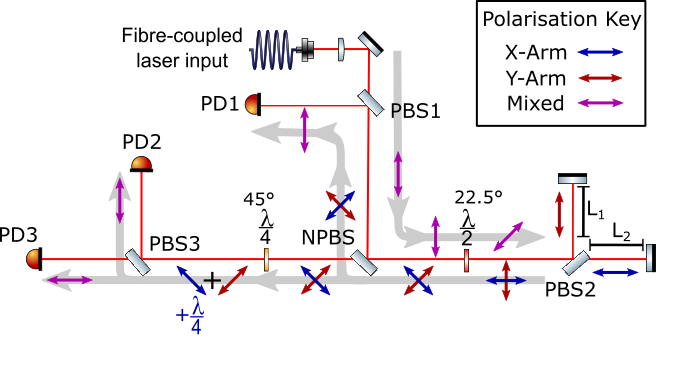 Polarisation Key
X-Arm
Y-Arm
Mixed
Fibre-coupled
laser input
PD1
PBS1
PD2
45°
λ
4
22.5°
λ
2
L1
L2
PD3
PBS3
NPBS
PBS2
+
+λ
4